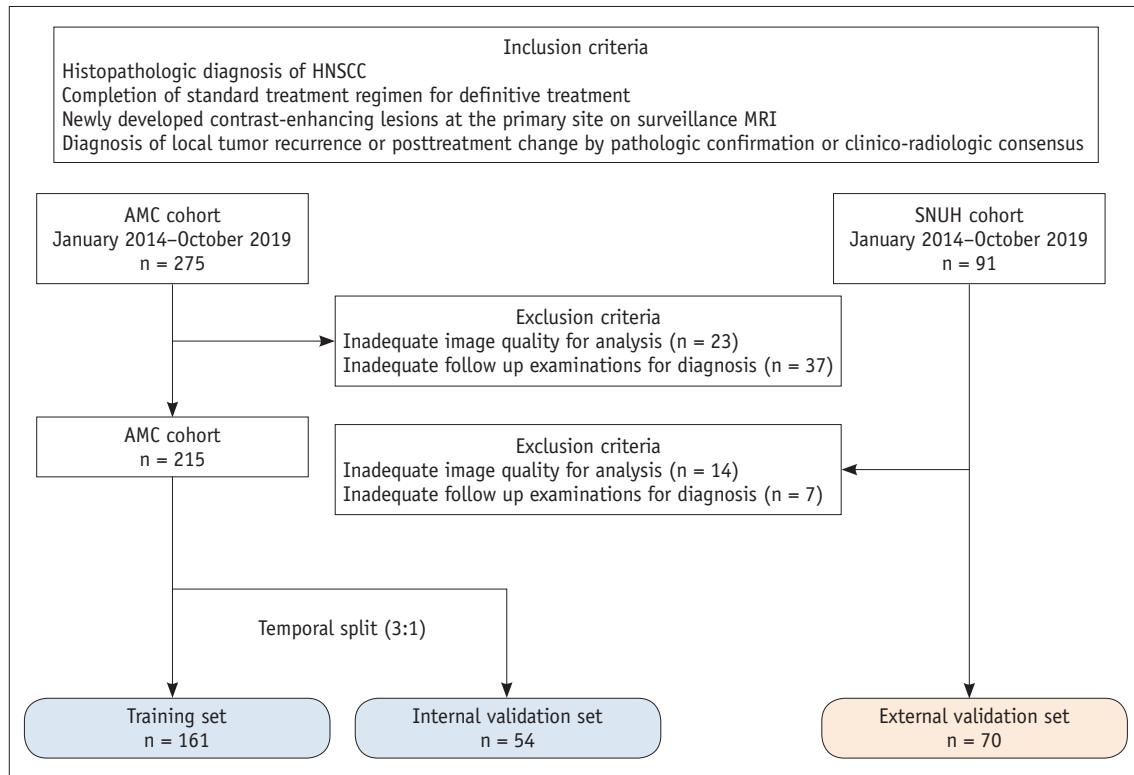 Inclusion criteria
Histopathologic diagnosis of HNSCC
Completion of standard treatment regimen for definitive treatment
Newly developed contrast-enhancing lesions at the primary site on surveillance MRI
Diagnosis of local tumor recurrence or posttreatment change by pathologic confirmation or clinico-radiologic consensus
AMC cohort
January 2014–October 2019
n = 275
SNUH cohort
January 2014–October 2019
n = 91
Exclusion criteria
Inadequate image quality for analysis (n = 23)
Inadequate follow up examinations for diagnosis (n = 37)
AMC cohort
n = 215
Exclusion criteria
Inadequate image quality for analysis (n = 14)
Inadequate follow up examinations for diagnosis (n = 7)
Temporal split (3:1)
Training set
n = 161
Internal validation set
n = 54
External validation set
n = 70